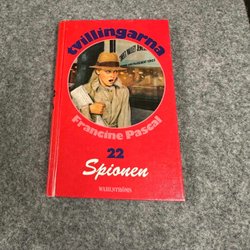 tvillingarna
Francine Pascal
22
Spionen
WAHLSTRÖMS